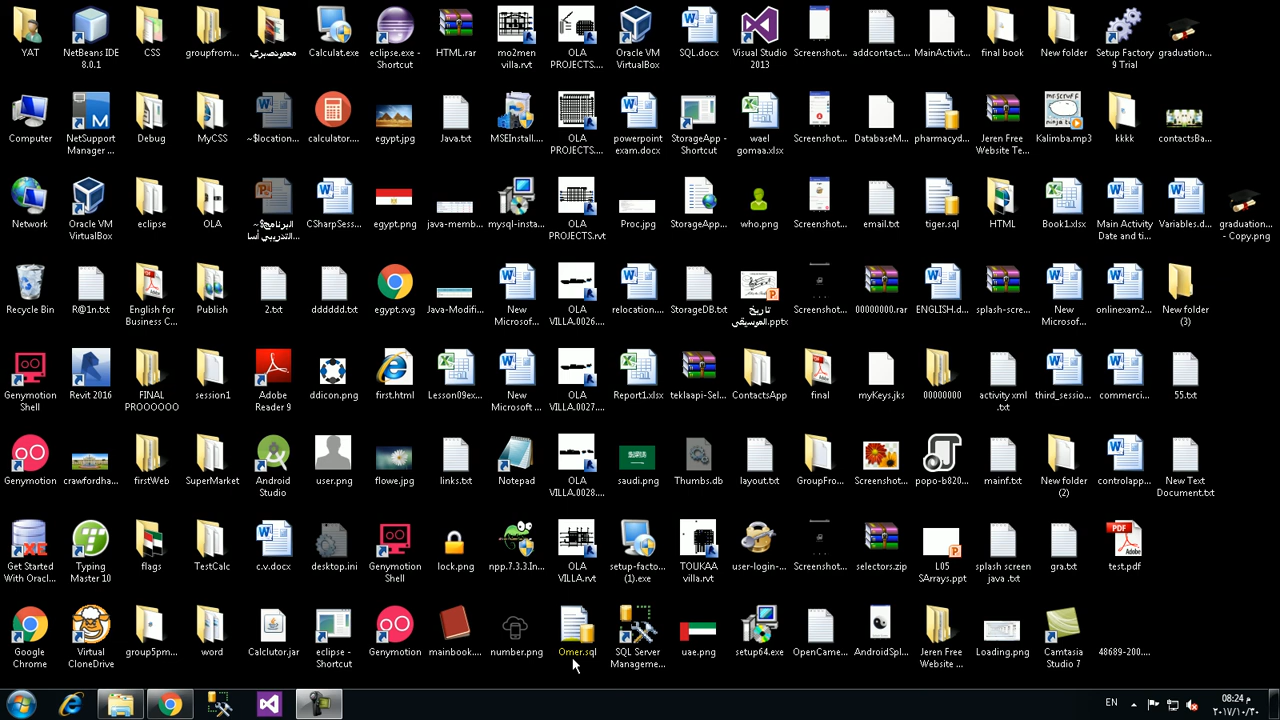 YAT
NetBeans IDE
8.0.1
CSS
groupfrom...
محمود صبري
Calculat.exe
eclipse.exe -
Shortcut
HTML.rar
mo2men
villa.rvt
OLA
PROJECTS....
Oracle VM
VirtualBox
SQL.docx
Visual Studio
2013
Screenshot...
addcontact....
MainActivit...
final book
New folder
Setup Factory
9 Trial
graduation...
Computer
NetSupport
Manager ...
Debug
MyCSS
~$location...
calculator...
egypt.jpg
Java.txt
MSEInstall...
OLA
PROJECTS....
powerpoint
exam.docx
StorageApp -
Shortcut
wael
gomaa.xlsx
Screenshot...
DatabaseM...
pharmacyd...
Jeren Free
Website Te...
Kalimba.mp3
kkkk
contactsBa...
Network
Oracle VM
VirtualBox
eclipse
OLA
~$البرنامج
التدريبي أسا...
CSharpSess...
egypt.png
java-memb...
mysql-insta...
OLA
PROJECTS.rvt
Proc.jpg
StorageApp...
who.png
Screenshot...
email.txt
tiger.sql
HTML
Book1.xlsx
Main Activity
Date and ti...
Variables.d...
graduation...
- Copy.png
Recycle Bin
R@1n.txt
English for
Business C...
Publish
2.txt
dddddd.txt
egypt.svg
Java-Modifi...
New
Microsof...
OLA
VILLA.0026...
relocation....
StorageDB.txt
تاريخ
الموسيقى.pptx
Screenshot...
00000000.rar
ENGLISH.d...
splash-scre...
New
Microsof...
onlinexam2...
New folder
(3)
Genymotion
Shell
Revit 2016
FINAL
PROOOOOO
session1
Adobe
Reader 9
ddicon.png
first.html
Lesson09ex...
New
Microsoft ...
OLA
VILLA.0027...
Report1.xlsx
teklaapi-Sel...
ContactsApp
final
myKeys.jks
00000000
activity xml
.txt
third_sessio...
commerci...
55.txt
Genymotion
crawfordha...
firstWeb
SuperMarket
Android
Studio
user.png
flowe.jpg
links.txt
Notepad
OLA
VILLA.0028...
saudi.png
Thumbs.db
layout.txt
GroupFro...
Screenshot...
popo-b820...
mainf.txt
New folder
(2)
controlapp...
New Text
Document.txt
Get Started
With Oracl...
Typing
Master 10
flags
TestCalc
c.v.docx
desktop.ini
Genymotion
Shell
lock.png
npp.7.3.3.In...
OLA
VILLA.rvt
setup-facto...
(1).exe
TOUKAA
villa.rvt
user-login-...
Screenshot...
selectors.zip
L05
SArrays.ppt
splash screen
java .txt
gra.txt
test.pdf
Google
Chrome
Virtual
CloneDrive
group5pm...
word
Calclutor.jar
eclipse -
Shortcut
Genymotion
mainbook....
number.png
Omer.sql
SQL Server
Manageme...
uae.png
setup64.exe
OpenCame...
AndroidSpl...
Jeren Free
Website ...
Loading.png
Camtasia
Studio 7
48689-200....
EN
08:24 م
٢٠١٧/١٠/٣٠